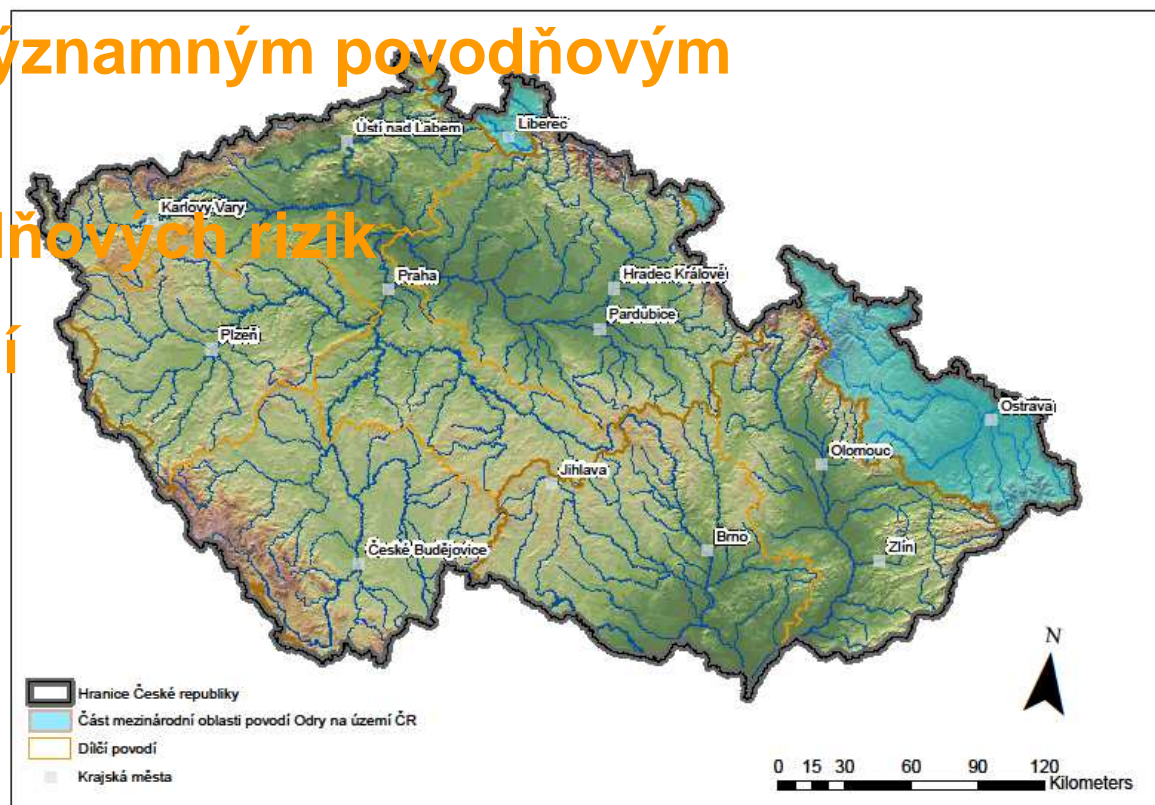 ýznamným povodňovým
Ústí nad Labem
Liberec
Karlovy Vary
dňových rizik
Praha
Hradec Králové
Pardubice
Plzeň
í
Ostrava
Olomouc
Jihlava
Brno
České Budějovice
Zlín
N
Hranice České republiky
Část mezinárodní oblasti povodí Odry na území ČR
Dílčí povodí
Krajská města
0 15 30 60 90 120
Kilometers